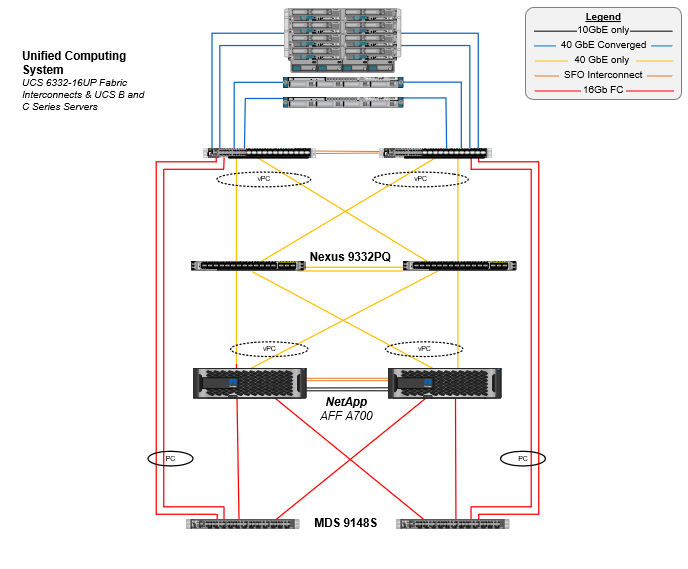 Unified Computing
System
UCS 6332-16UP Fabric
Interconnects & UCS B and
C Series Servers
Legend
10GbE only
40 GbE Converged
40 GbE only
SFO Interconnect
16Gb FC
vPC
vPC
Nexus 9332PQ
vPC
vPC
NetApp
AFF A700
PC
PC
MDS 9148S